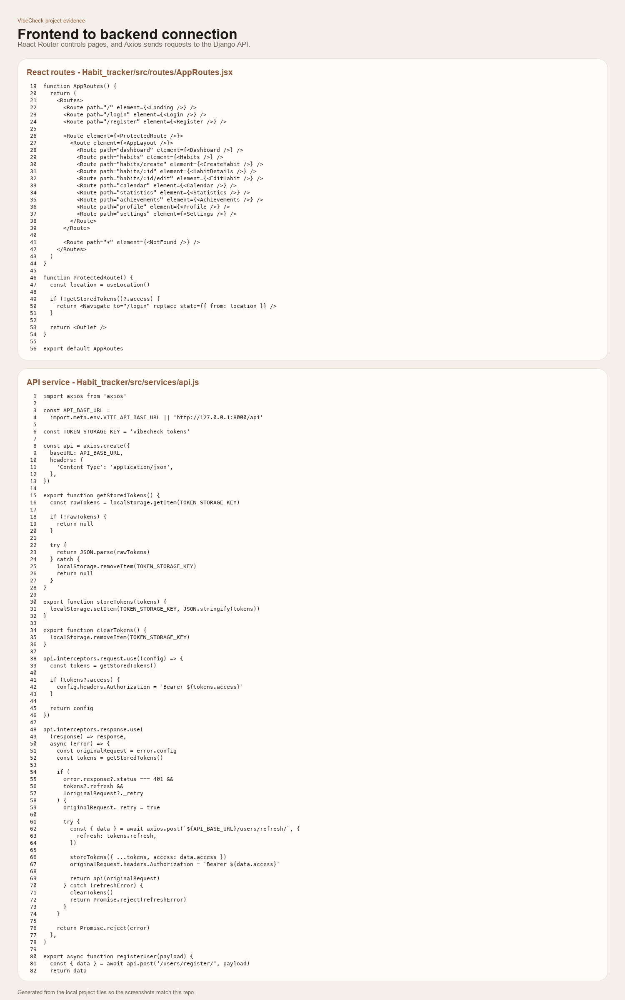 VibeCheck project evidence
Frontend to backend connection
React Router controls pages, and Axios sends requests to the Django API.
React routes - Habit_tracker/src/routes/AppRoutes.jsx
19  function AppRoutes() {
20    return (
21      <Routes>
22        <Route path="/" element={<Landing />} />
23        <Route path="/login" element={<Login />} />
24        <Route path="/register" element={<Register />} />
25
26        <Route element={<ProtectedRoute />}>
27          <Route element={<AppLayout />}>
28            <Route path="dashboard" element={<Dashboard />} />
29            <Route path="habits" element={<Habits />} />
30            <Route path="habits/create" element={<CreateHabit />} />
31            <Route path="habits/:id" element={<HabitDetails />} />
32            <Route path="habits/:id/edit" element={<EditHabit />} />
33            <Route path="calendar" element={<Calendar />} />
34            <Route path="statistics" element={<Statistics />} />
35            <Route path="achievements" element={<Achievements />} />
36            <Route path="profile" element={<Profile />} />
37            <Route path="settings" element={<Settings />} />
38          </Route>
39        </Route>
40
41        <Route path="*" element={<NotFound />} />
42      </Routes>
43    )
44  }
45
46  function ProtectedRoute() {
47    const location = useLocation()
48
49    if (!getStoredTokens()?.access) {
50      return <Navigate to="/login" replace state={{ from: location }} />
51    }
52
53    return <Outlet />
54  }
55
56  export default AppRoutes
API service - Habit_tracker/src/services/api.js
1  import axios from 'axios'
2
3  const API_BASE_URL =
4    import.meta.env.VITE_API_BASE_URL || 'http://127.0.0.1:8000/api'
5
6  const TOKEN_STORAGE_KEY = 'vibecheck_tokens'
7
8  const api = axios.create({
9    baseURL: API_BASE_URL,
10    headers: {
11      'Content-Type': 'application/json',
12    },
13  })
14
15  export function getStoredTokens() {
16    const rawTokens = localStorage.getItem(TOKEN_STORAGE_KEY)
17
18    if (!rawTokens) {
19      return null
20    }
21
22    try {
23      return JSON.parse(rawTokens)
24    } catch {
25      localStorage.removeItem(TOKEN_STORAGE_KEY)
26      return null
27    }
28  }
29
30  export function storeTokens(tokens) {
31    localStorage.setItem(TOKEN_STORAGE_KEY, JSON.stringify(tokens))
32  }
33
34  export function clearTokens() {
35    localStorage.removeItem(TOKEN_STORAGE_KEY)
36  }
37
38  api.interceptors.request.use((config) => {
39    const tokens = getStoredTokens()
40
41    if (tokens?.access) {
42      config.headers.Authorization = `Bearer ${tokens.access}`
43    }
44
45    return config
46  })
47
48  api.interceptors.response.use(
49    (response) => response,
50    async (error) => {
51      const originalRequest = error.config
52      const tokens = getStoredTokens()
53
54      if (
55        error.response?.status === 401 &&
56        tokens?.refresh &&
57        !originalRequest?._retry
58      ) {
59        originalRequest._retry = true
60
61        try {
62          const { data } = await axios.post(`${API_BASE_URL}/users/refresh/`, {
63            refresh: tokens.refresh,
64          })
65
66          storeTokens({ ...tokens, access: data.access })
67          originalRequest.headers.Authorization = `Bearer ${data.access}`
68
69          return api(originalRequest)
70        } catch (refreshError) {
71          clearTokens()
72          return Promise.reject(refreshError)
73        }
74      }
75
76      return Promise.reject(error)
77    },
78  )
79
80  export async function registerUser(payload) {
81    const { data } = await api.post('/users/register/', payload)
82    return data
Generated from the local project files so the screenshots match this repo.